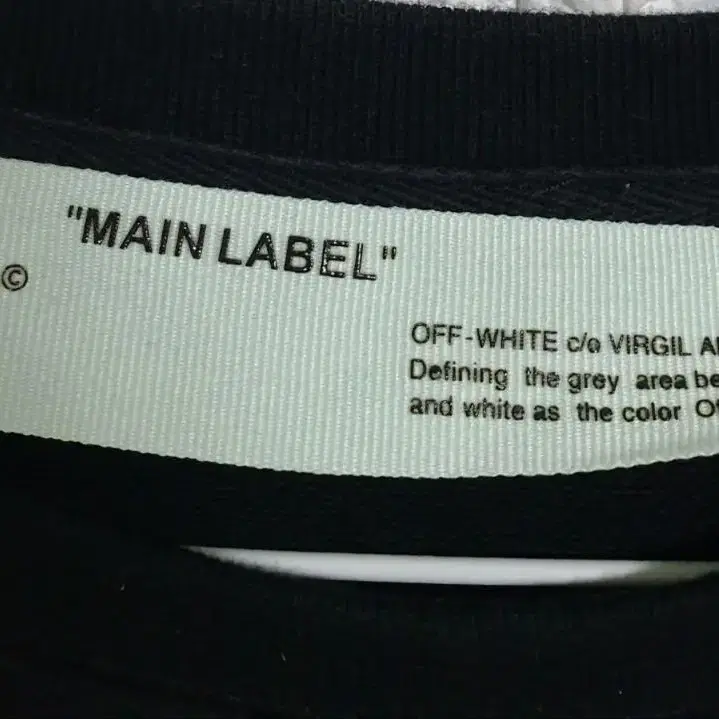 "MAIN LABEL"
©
OFF-WHITE c/o VIRGIL
Defining the grey area
and white as the color